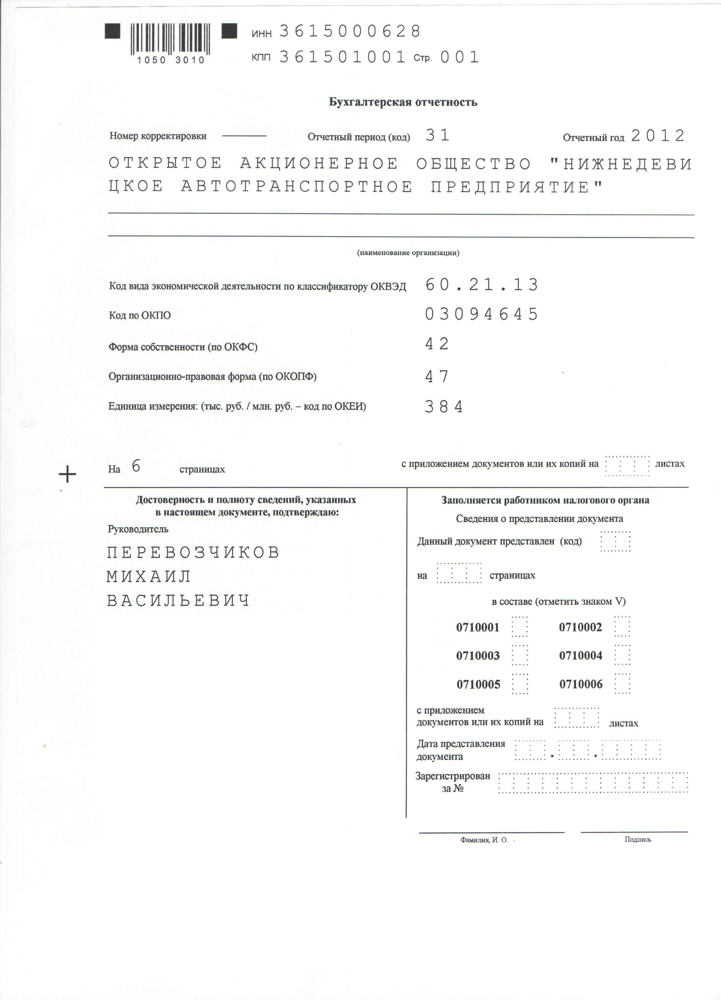 ИНН 3615000628
1050 3010
КПП 361501001 Стр. 001
Бухгалтерская отчетность
Номер корректировки Отчетный период (код) 31 Отчетный год 2012
ОТКРЫТОЕ АКЦИОНЕРНОЕ ОБЩЕСТВО "НИЖНЕДЕВИ
ЦКОЕ АВТОТРАНСПОРТНОЕ ПРЕДПРИЯТИЕ"
(наименование организации)
Код вида экономической деятельности по классификатору ОКВЭД 60.21.13
Код по ОКПО 03094645
Форма собственности (по ОКФС) 42
Организационно-правовая форма (по ОКОПФ) 47
Единица измерения: (тыс. руб. / млн. руб. – код по ОКЕИ) 384
На 6 страницах с приложением документов или их копий на листах
Достоверность и полноту сведений, указанных
в настоящем документе, подтверждаю:
Руководитель
ПЕРЕВОЗЧИКОВ
МИХАИЛ
ВАСИЛЬЕВИЧ
Заполняется работником налогового органа
Сведения о представлении документа
Данный документ представлен (код)
на страницах
в составе (отметить знаком V)
0710001 0710002
0710003 0710004
0710005 0710006
с приложением
документов или их копий на листах
Дата представления
документа . .
Зарегистрирован
за №
Фамилия, И. О. Подпись